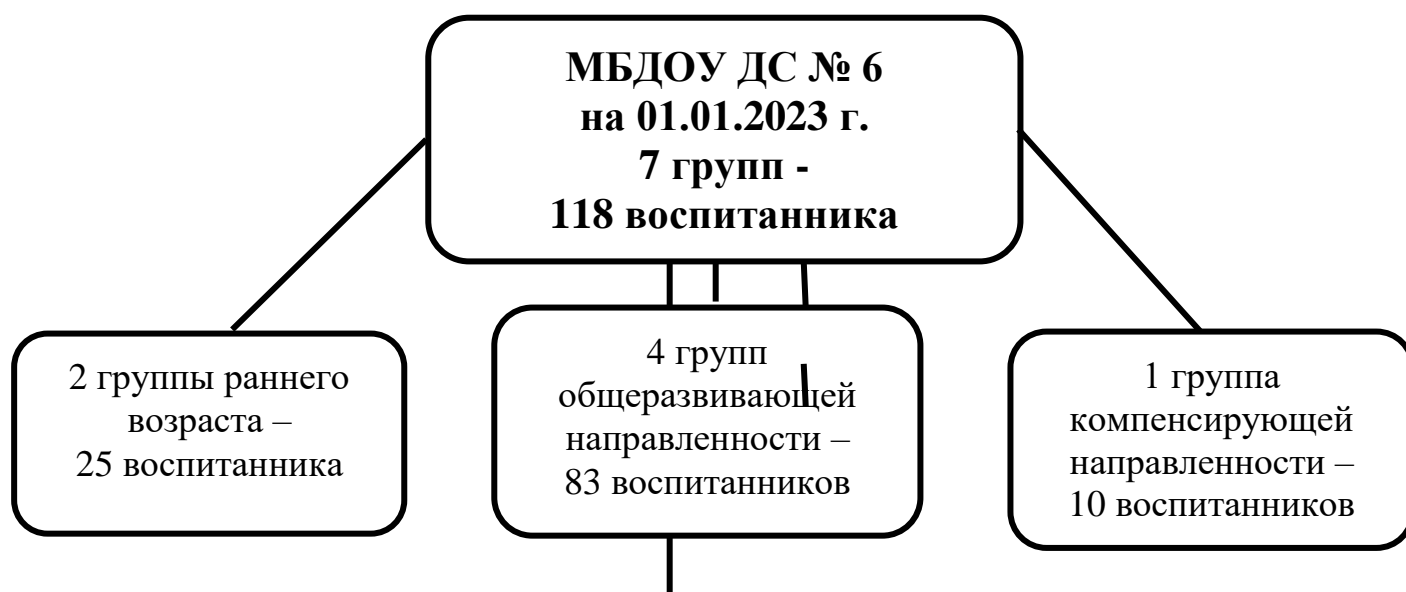 МБДОУ ДС № 6
на 01.01.2023 г.
7 групп -
118 воспитанника
2 группы раннего
возраста –
25 воспитанника
4 групп
общеразвивающей
направленности –
83 воспитанников
1 группа
компенсирующей
направленности –
10 воспитанников